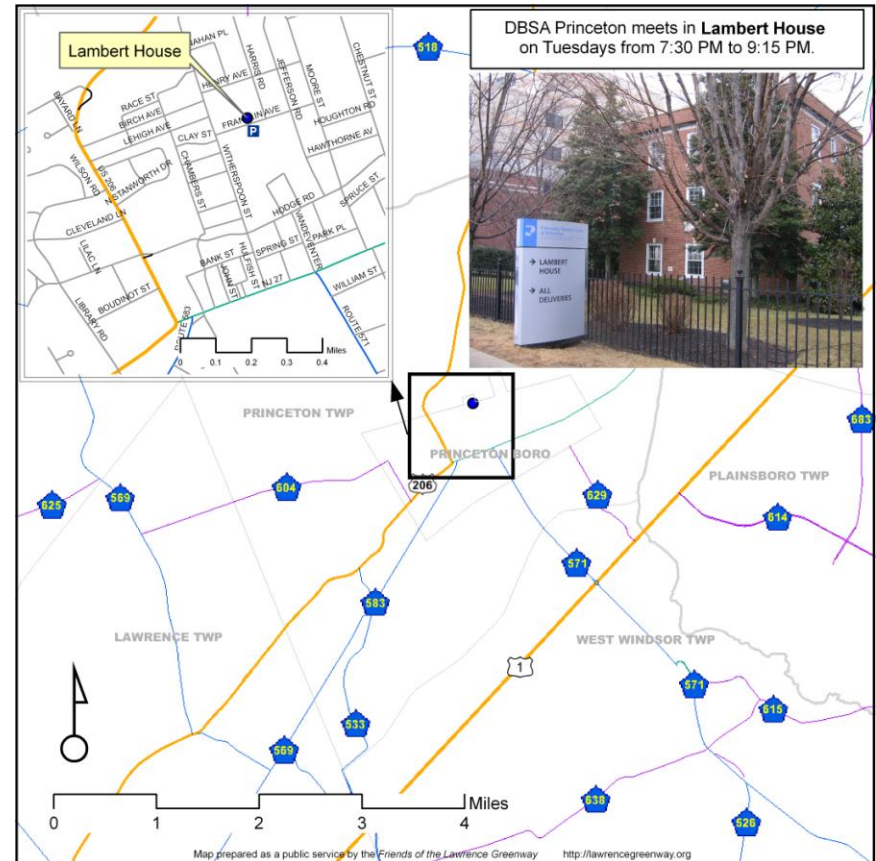 DBSA Princeton meets in Lambert House
on Tuesdays from 7:30 PM to 9:15 PM.
Lambert House
NAHAN PL
HARRIS RD
JEFFERSON RD
MOORE ST
CHESTNUT ST
HENRY AVE
RACE ST
BIRCH AVE
LEHIGH AVE
BAYARD LN
CLAY ST
P
HOUGHTON RD
HAWTHORNE AV
WILSON RD
US 206
N STANWORTH DR
CHAMBERS ST
WITHERSPOON ST
HODGE RD
SPRUCE ST
CLEVELAND LN
LILAC LN
BANK ST
SPRING ST
PARK PL
VANDEVENTER
JOHN ST
HULFISH ST
NJ 27
WILLIAM ST
BOUDINOT ST
LIBRARY RD
ROUTE 571
0 0.1 0.2 0.3 0.4 Miles
→ LAMBERT
HOUSE
→ ALL
DELIVERIES
518
683
PRINCETON TWP
PRINCETON BORO
PLAINSBORO TWP
206
625
569
604
629
614
571
583
LAWRENCE TWP
WEST WINDSOR TWP
1
571
615
533
569
638
526
0 1 2 3 4 Miles
Map prepared as a public service by the Friends of the Lawrence Greenway http://lawrencegreenway.org